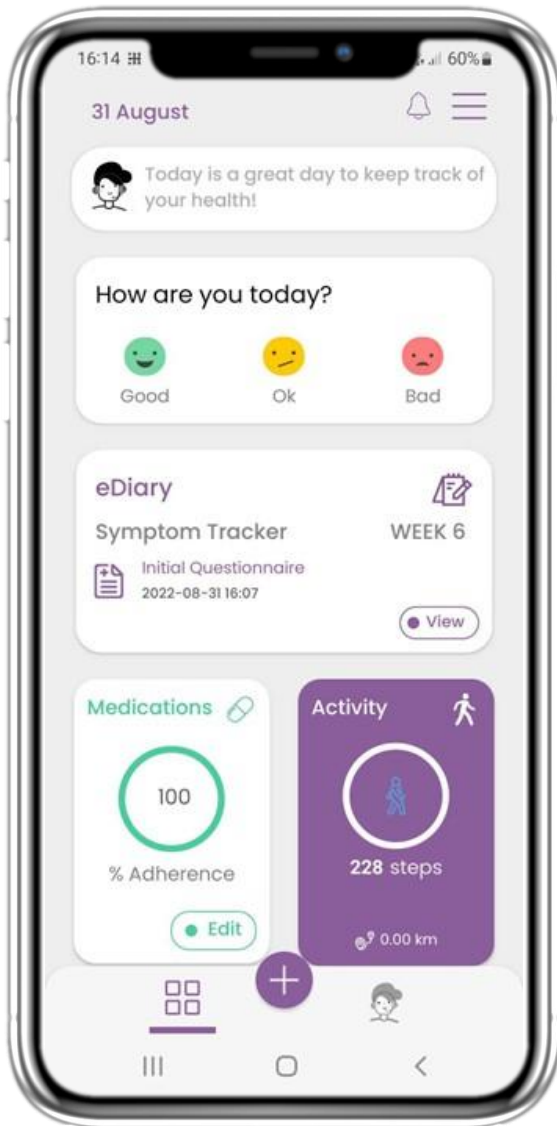 16:14 60%
31 August
Today is a great day to keep track of
your health!
How are you today?
Good Ok Bad
eDiary
Symptom Tracker WEEK 6
Initial Questionnaire
2022-08-31 16:07
View
Medications
100
% Adherence
Edit
Activity
228 steps
0.00 km